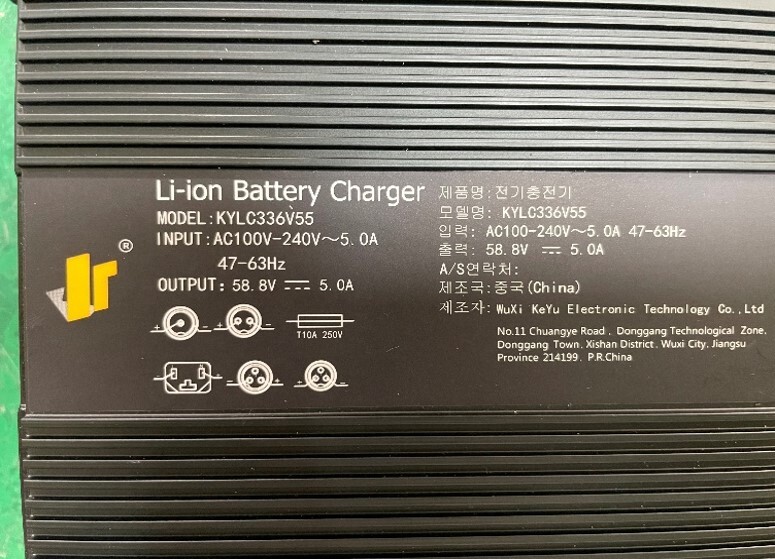 Li-ion Battery Charger
MODEL:KYLC336V55
INPUT:AC100V-240V～5.0A
47-63Hz
OUTPUT: 58.8V ⎓ 5.0A
T10A 250V
®
제품명:전기충전기
모델명: KYLC336V55
입력: AC100-240V～5.0A 47-63Hz
출력: 58.8V ⎓ 5.0A
A/S연락처:
제조국:중국(China)
제조자: WuXi KeYu Electronic Technology Co.,Ltd
No.11 Chuangye Road, Donggang Technological Zone,
Donggang Town, Xishan District, Wuxi City, Jiangsu
Province 214199, P.R.China